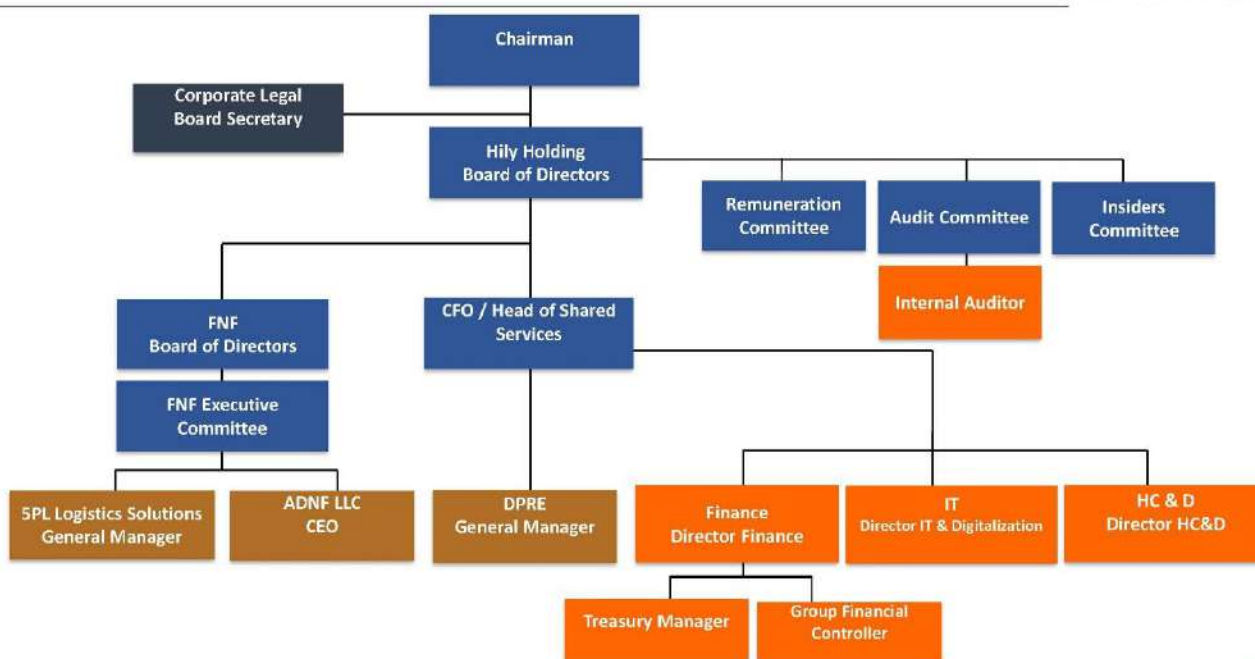 Chairman
Corporate Legal
Board Secretary
Hily Holding
Board of Directors
Remuneration
Committee
Audit Committee
Insiders
Committee
Internal Auditor
FNF
Board of Directors
CFO / Head of Shared
Services
FNF Executive
Committee
5PL Logistics Solutions
General Manager
ADNF LLC
CEO
DPRE
General Manager
Finance
Director Finance
IT
Director IT & Digitalization
HC & D
Director HC&D
Treasury Manager
Group Financial
Controller